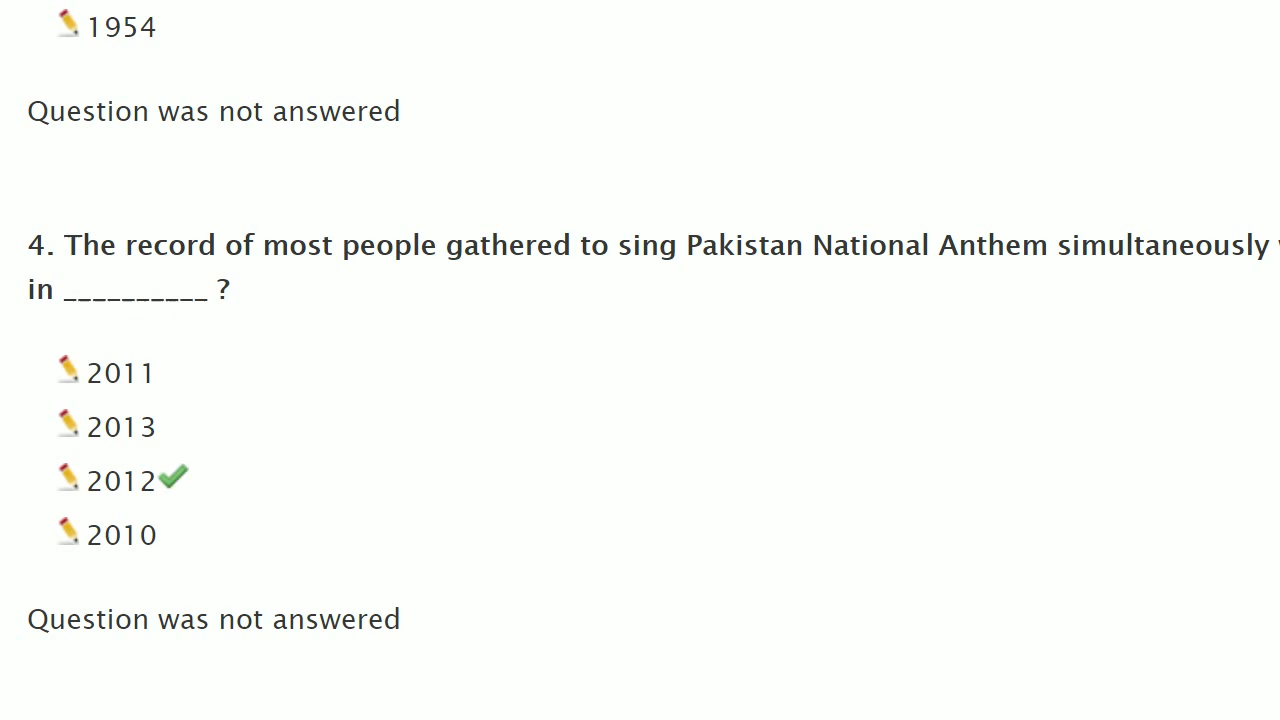 1954
Question was not answered
4. The record of most people gathered to sing Pakistan National Anthem simultaneously
in __________ ?
2011
2013
2012
2010
Question was not answered